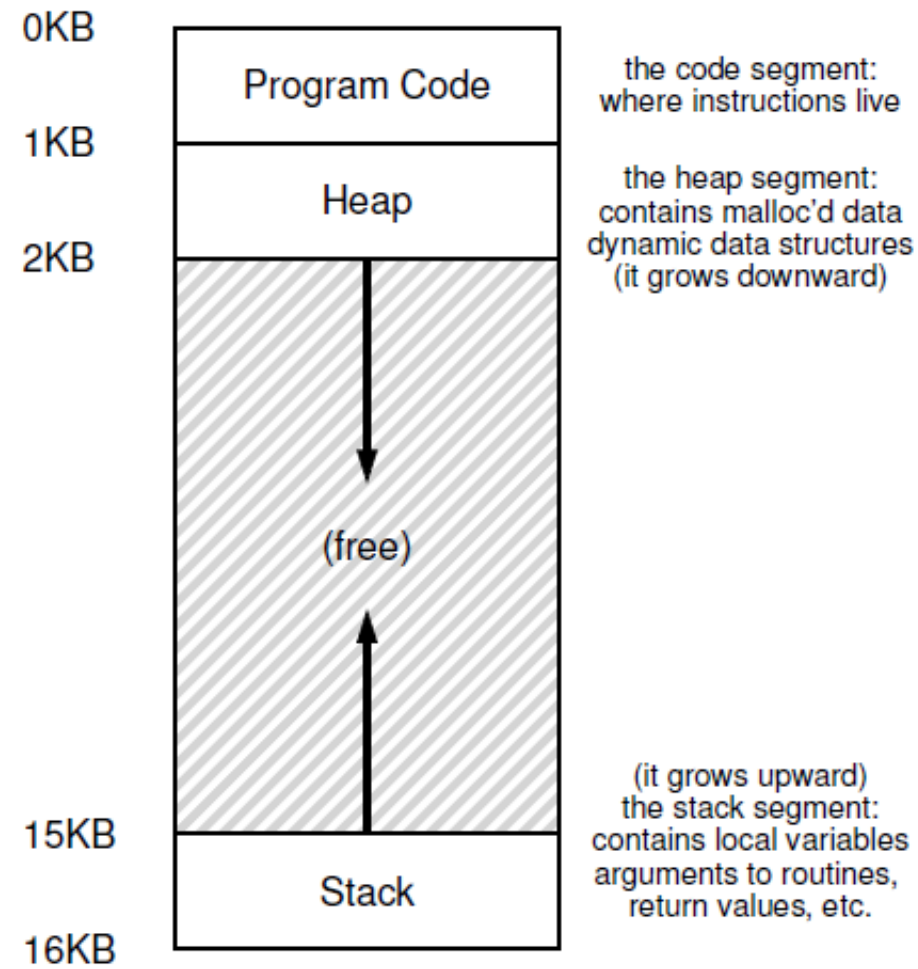 0KB
Program Code
the code segment:
where instructions live
1KB
Heap
the heap segment:
contains malloc'd data
dynamic data structures
(it grows downward)
2KB
(free)
(it grows upward)
the stack segment:
contains local variables
arguments to routines,
return values, etc.
15KB
Stack
16KB